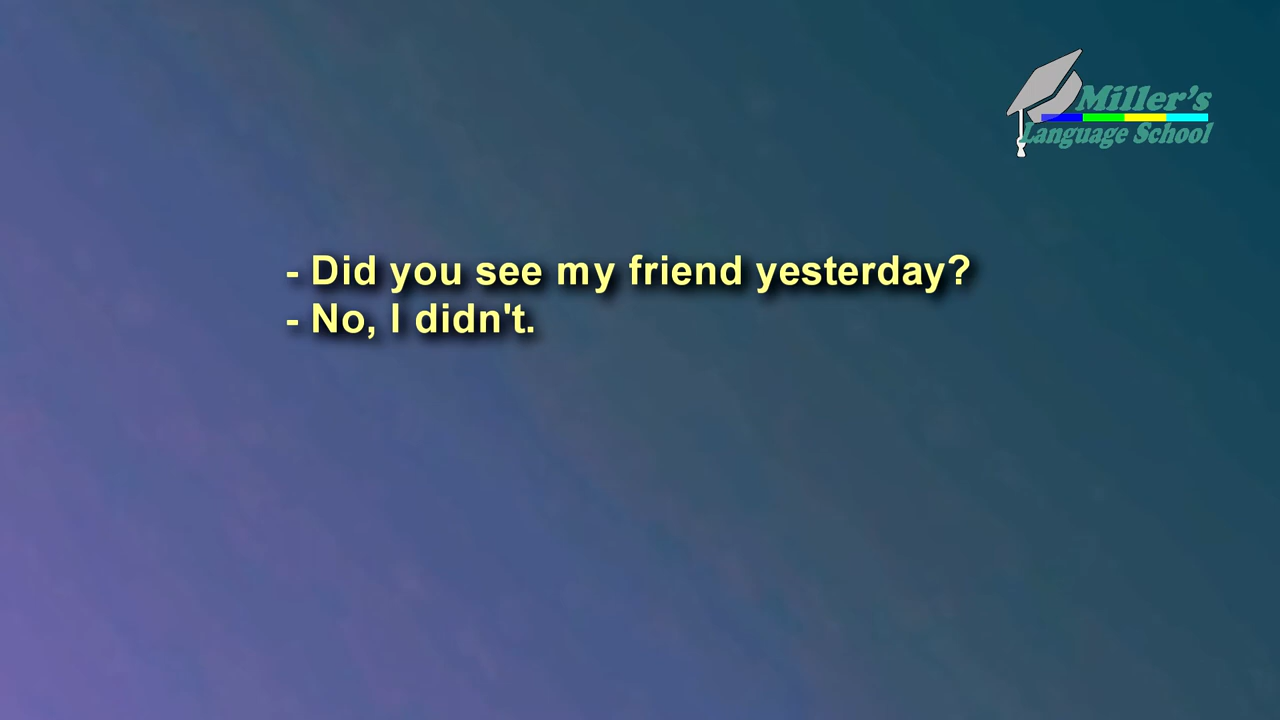 Miller's
Language School
- Did you see my friend yesterday?
- No, I didn't.